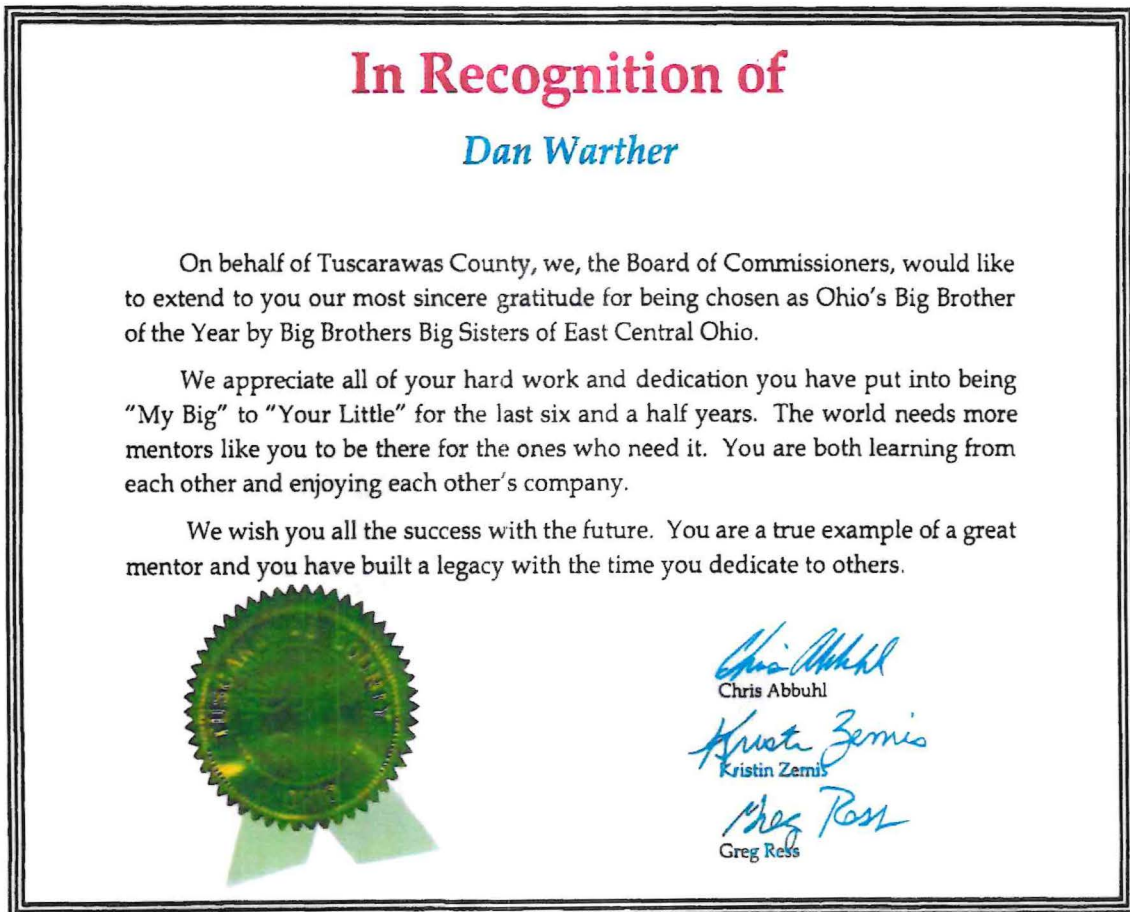 In Recognition of
Dan Warther
On behalf of Tuscarawas County, we, the Board of Commissioners, would like
to extend to you our most sincere gratitude for being chosen as Ohio's Big Brother
of the Year by Big Brothers Big Sisters of East Central Ohio.
We appreciate all of your hard work and dedication you have put into being
"My Big" to "Your Little" for the last six and a half years. The world needs more
mentors like you to be there for the ones who need it. You are both learning from
each other and enjoying each other's company.
We wish you all the success with the future. You are a true example of a great
mentor and you have built a legacy with the time you dedicate to others.
TUSCARAWAS COUNTY
OHIO
Chris Abbuhl
Chris Abbuhl
Kristin Zemis
Kristin Zemis
Greg Ress
Greg Ress